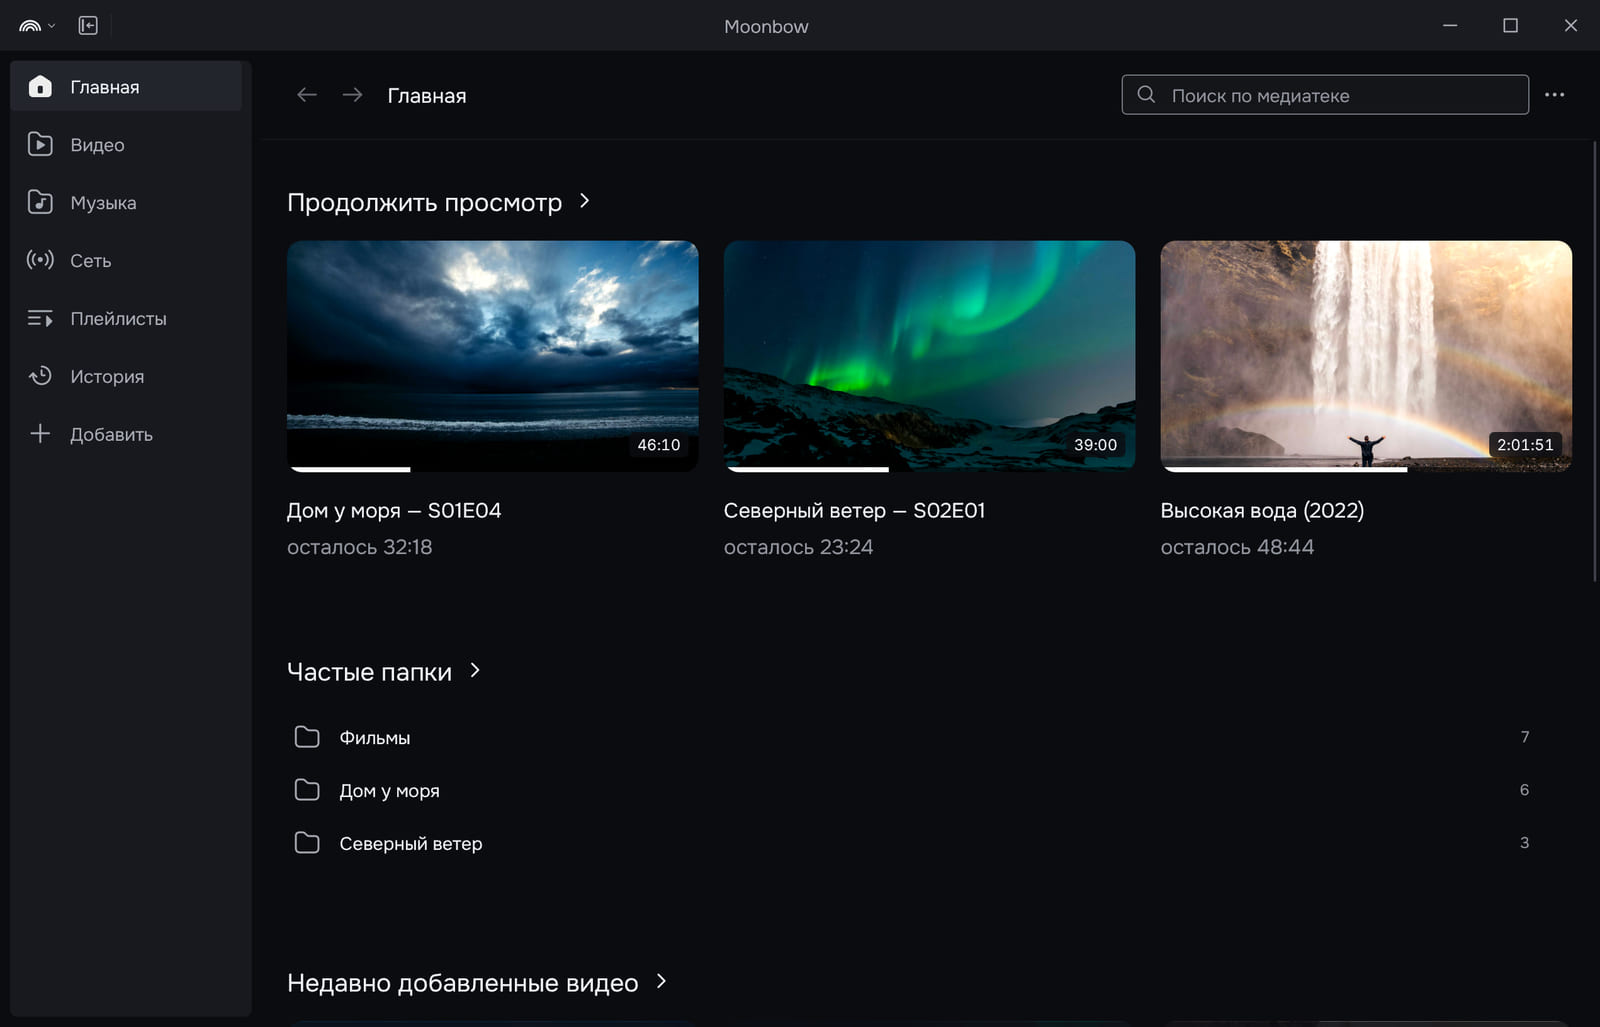 Moonbow
Главная
Видео
Музыка
Сеть
Плейлисты
История
Добавить
Главная
Поиск по медиатеке
Продолжить просмотр
46:10
39:00
2:01:51
Дом у моря — S01E04
осталось 32:18
Северный ветер — S02E01
осталось 23:24
Высокая вода (2022)
осталось 48:44
Частые папки
Фильмы 7
Дом у моря 6
Северный ветер 3
Недавно добавленные видео